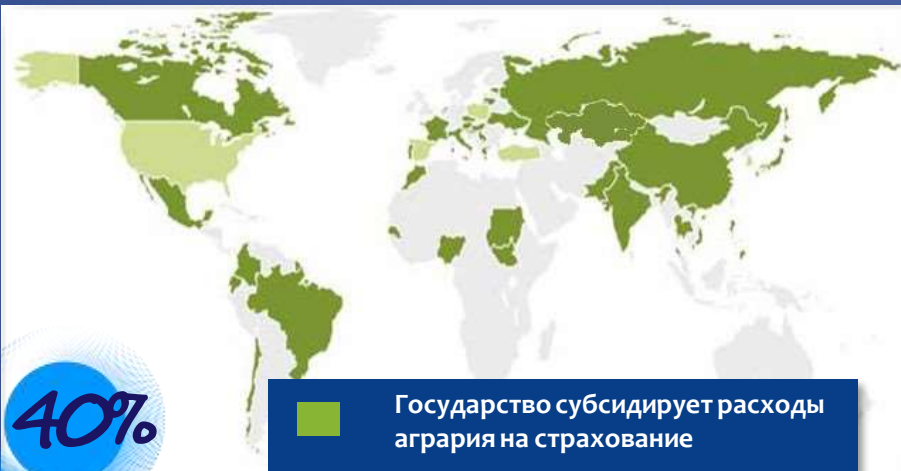 40%
Государство субсидирует расходы
агрария на страхование